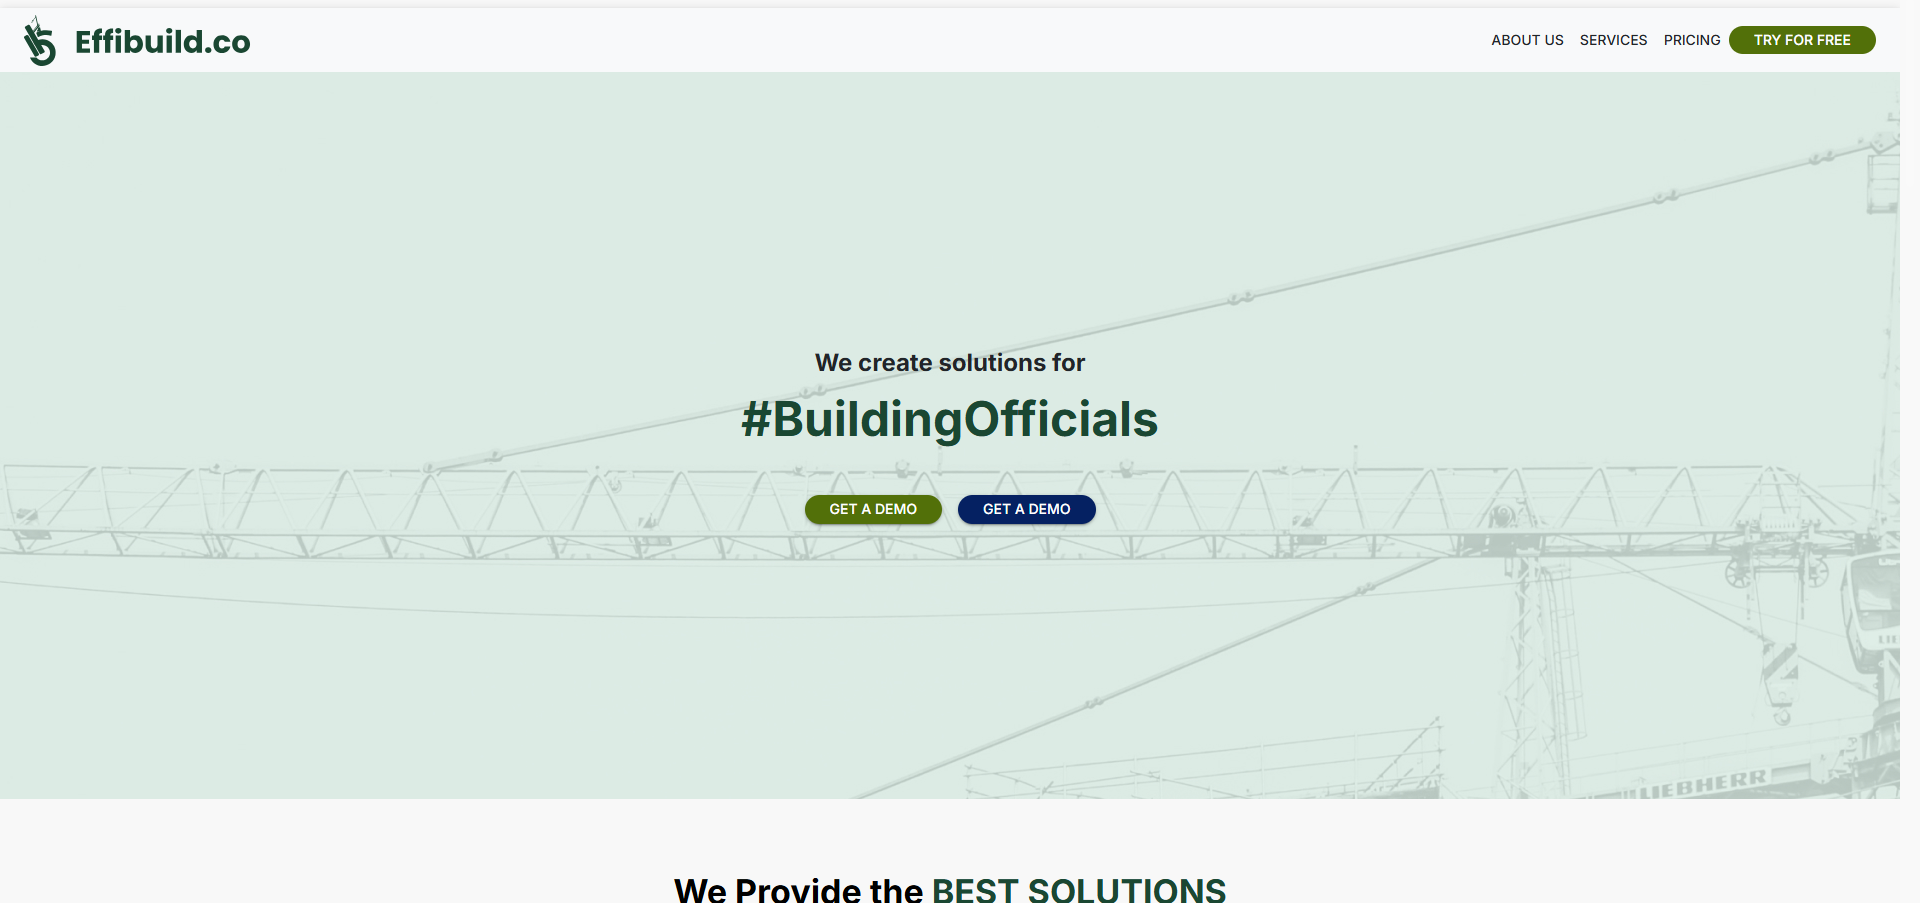 Effibuild.co
ABOUT US SERVICES PRICING TRY FOR FREE
We create solutions for
#BuildingOfficials
GET A DEMO GET A DEMO
LIEBHERR
We Provide the BEST SOLUTIONS